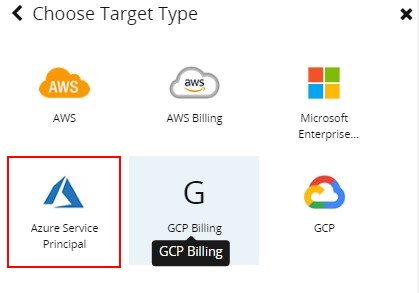 Choose Target Type
AWS
aws
AWS
AWS Billing
Microsoft
Enterprise...
Azure Service
Principal
G
GCP Billing
GCP Billing
GCP